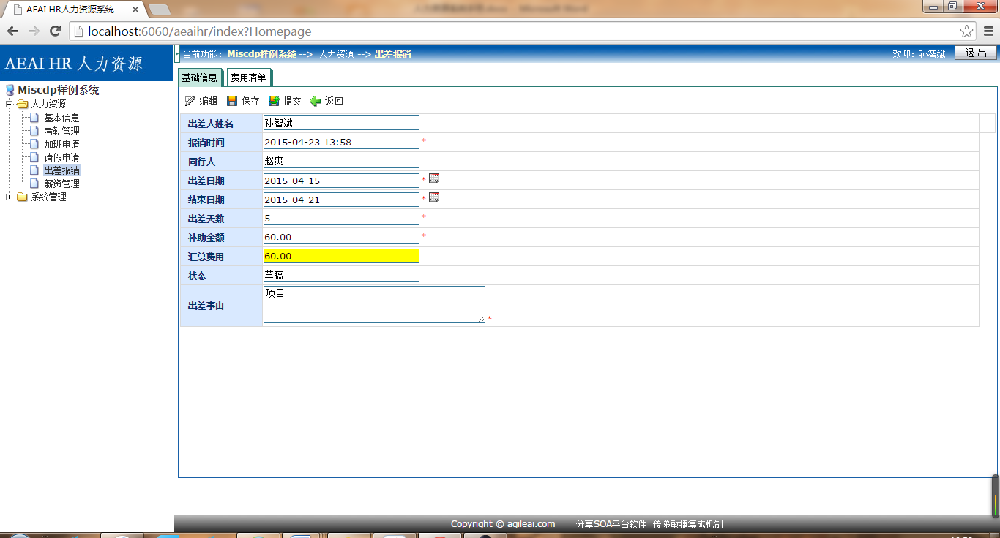 AEAI HR人力资源系统
localhost:6060/aeaihr/index?Homepage
AEAI HR 人力资源
当前功能: Miscdp样例系统 --> 人力资源 --> 出差报销
欢迎: 孙智斌
退 出
Miscdp样例系统
人力资源
基本信息
考勤管理
加班申请
请假申请
出差报销
薪资管理
系统管理
基础信息
费用清单
编辑 保存 提交 返回
出差人姓名 孙智斌
报销时间 2015-04-23 13:58 *
同行人 赵爽
出差日期 2015-04-15 *
结束日期 2015-04-21 *
出差天数 5 *
补助金额 60.00 *
汇总费用 60.00
状态 草稿
出差事由 项目 *
Copyright © agileai.com 分享SOA平台软件 传递敏捷集成机制